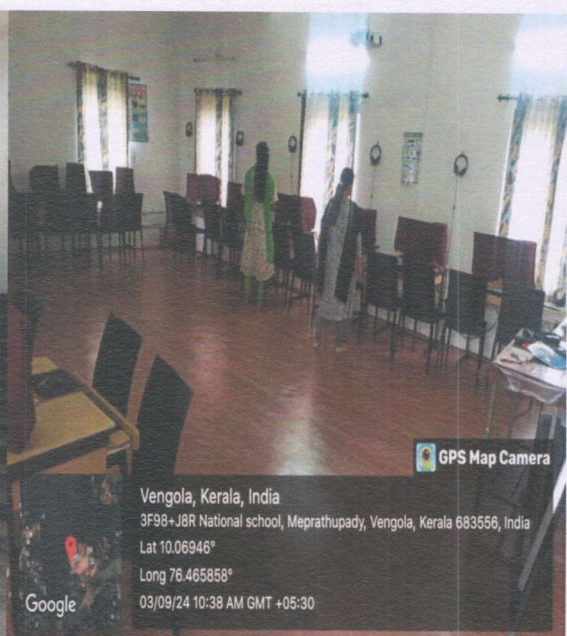 GPS Map Camera
Vengola, Kerala, India
3F98+J8R National school, Meprathupady, Vengola, Kerala 683556, India
Lat 10.06946°
Long 76.465858°
03/09/24 10:38 AM GMT +05:30
Google